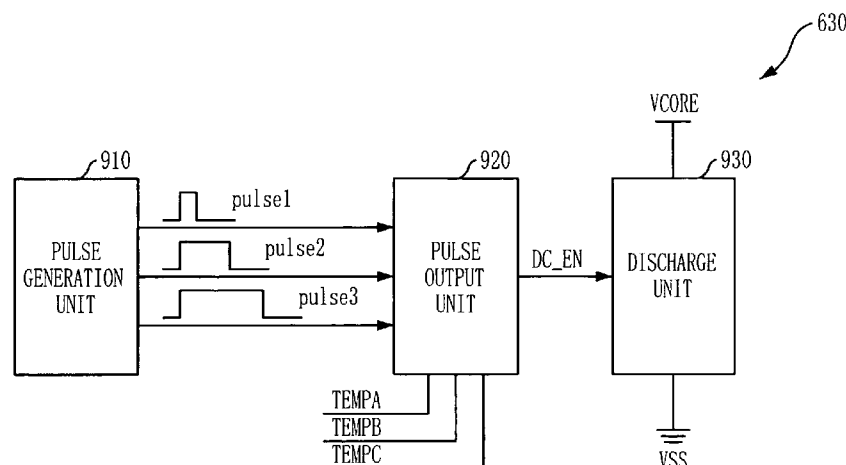 630
VCORE
910
920
930
pulse1
pulse2
pulse3
PULSE
GENERATION
UNIT
PULSE
OUTPUT
UNIT
DC_EN
DISCHARGE
UNIT
TEMPA
TEMPB
TEMPC
VSS